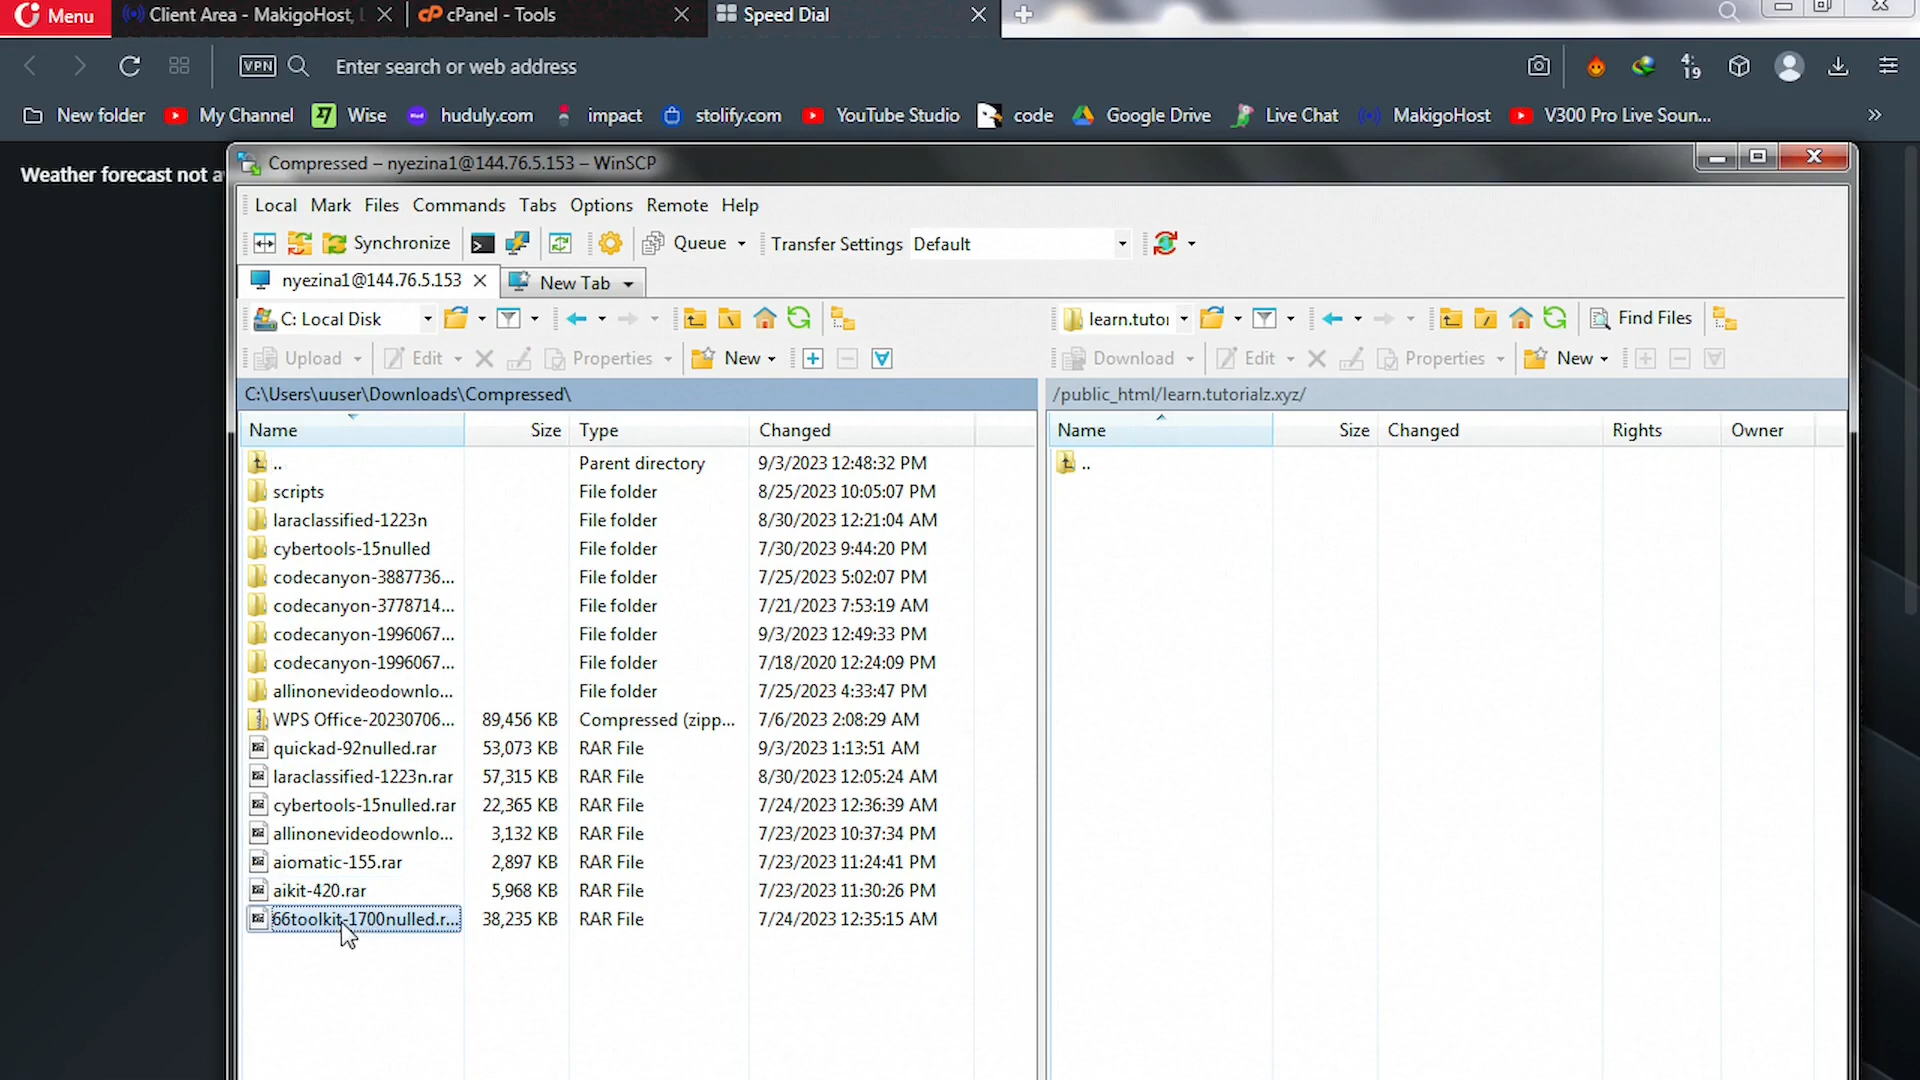 Menu
Client Area - MakigoHost, L
cPanel - Tools
Speed Dial
VPN
Enter search or web address
4:
19
New folder
My Channel
Wise
huduly.com
impact
stolify.com
YouTube Studio
code
Google Drive
Live Chat
MakigoHost
V300 Pro Live Soun...
Weather forecast not a
Compressed – nyezina1@144.76.5.153 – WinSCP
Local Mark Files Commands Tabs Options Remote Help
Synchronize Queue Transfer Settings Default
nyezina1@144.76.5.153 New Tab
C: Local Disk
learn.tutor
Find Files
Upload Edit Properties New
Download Edit Properties New
C:\Users\uuser\Downloads\Compressed\
/public_html/learn.tutorialz.xyz/
Name Size Type Changed
Name Size Changed Rights Owner
.. Parent directory 9/3/2023 12:48:32 PM
..
scripts File folder 8/25/2023 10:05:07 PM
laraclassified-1223n File folder 8/30/2023 12:21:04 AM
cybertools-15nulled File folder 7/30/2023 9:44:20 PM
codecanyon-3887736... File folder 7/25/2023 5:02:07 PM
codecanyon-3778714... File folder 7/21/2023 7:53:19 AM
codecanyon-1996067... File folder 9/3/2023 12:49:33 PM
codecanyon-1996067... File folder 7/18/2020 12:24:09 PM
allinonevideodownlo... File folder 7/25/2023 4:33:47 PM
WPS Office-20230706... 89,456 KB Compressed (zipp... 7/6/2023 2:08:29 AM
quickad-92nulled.rar 53,073 KB RAR File 9/3/2023 1:13:51 AM
laraclassified-1223n.rar 57,315 KB RAR File 8/30/2023 12:05:24 AM
cybertools-15nulled.rar 22,365 KB RAR File 7/24/2023 12:36:39 AM
allinonevideodownlo... 3,132 KB RAR File 7/23/2023 10:37:34 PM
aiomatic-155.rar 2,897 KB RAR File 7/23/2023 11:24:41 PM
aikit-420.rar 5,968 KB RAR File 7/23/2023 11:30:26 PM
66toolkit-1700nulled.r... 38,235 KB RAR File 7/24/2023 12:35:15 AM